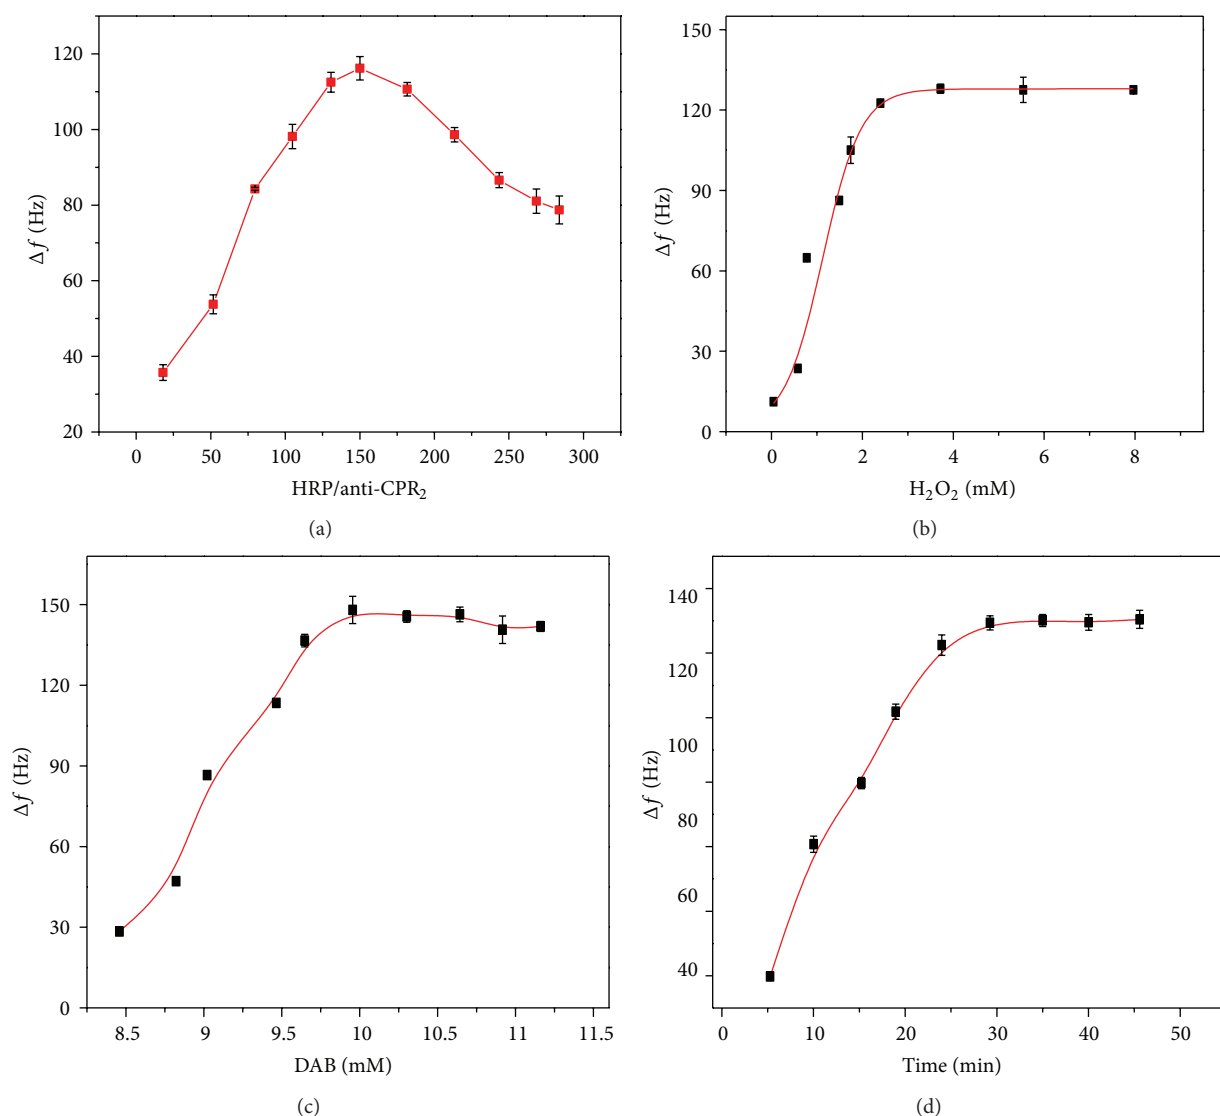 120
100
80
60
40
20
Δf (Hz)
0 50 100 150 200 250 300
HRP/anti-CPR₂
(a)
150
120
90
60
30
0
Δf (Hz)
0 2 4 6 8
H₂O₂ (mM)
(b)
150
120
90
60
30
0
Δf (Hz)
8.5 9 9.5 10 10.5 11 11.5
DAB (mM)
(c)
140
120
100
80
60
40
Δf (Hz)
0 10 20 30 40 50
Time (min)
(d)